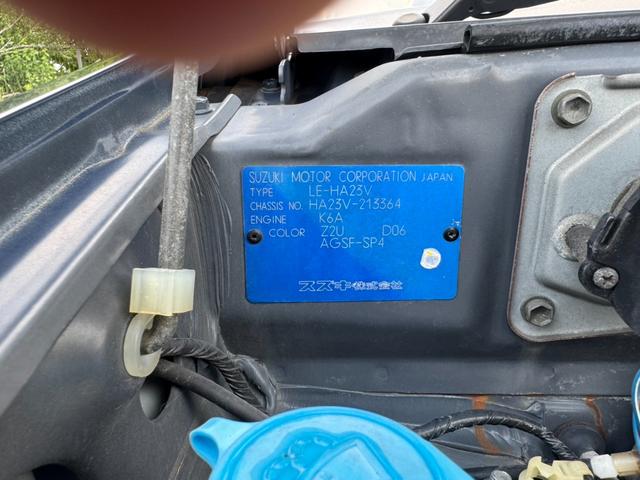 SUZUKI MOTOR CORPORATION JAPAN
TYPE LE-HA23V
CHASSIS NO. HA23V-213364
ENGINE K6A
COLOR Z2U D06
AGSF-SP4
スズキ株式会社